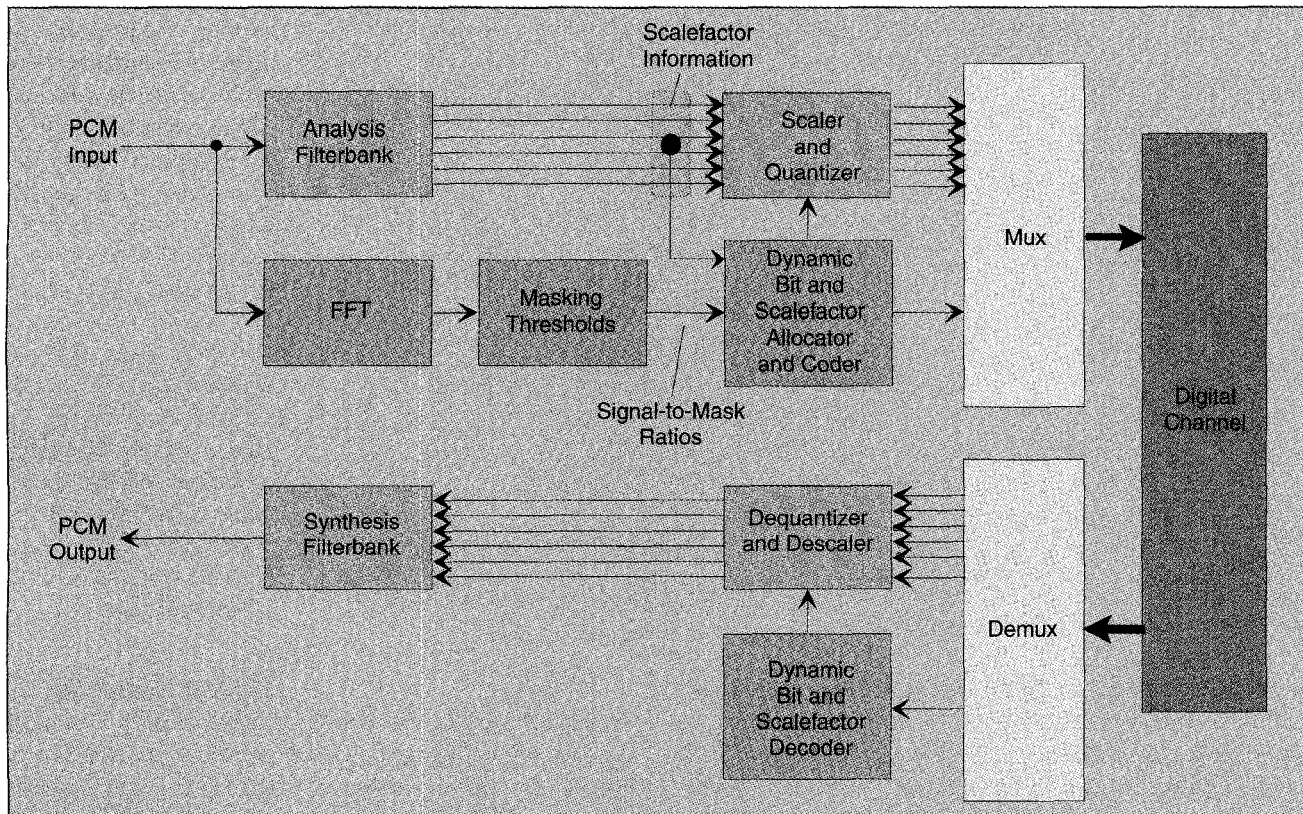 Scalefactor
Information
PCM
Input
Analysis
Filterbank
Scaler
and
Quantizer
Mux
FFT
Masking
Thresholds
Dynamic
Bit and
Scalefactor
Allocator
and Coder
Signal-to-Mask
Ratios
Digital
Channel
PCM
Output
Synthesis
Filterbank
Dequantizer
and Descaler
Demux
Dynamic
Bit and
Scalefactor
Decoder